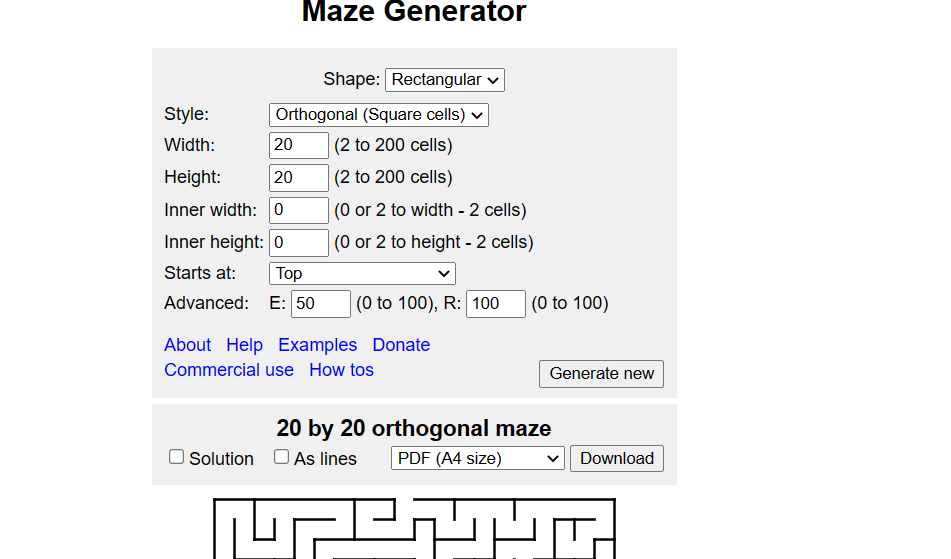 Maze Generator
Shape: Rectangular
Style: Orthogonal (Square cells)
Width: 20 (2 to 200 cells)
Height: 20 (2 to 200 cells)
Inner width: 0 (0 or 2 to width - 2 cells)
Inner height: 0 (0 or 2 to height - 2 cells)
Starts at: Top
Advanced: E: 50 (0 to 100), R: 100 (0 to 100)
About Help Examples Donate
Commercial use How tos
Generate new
20 by 20 orthogonal maze
Solution As lines PDF (A4 size) Download